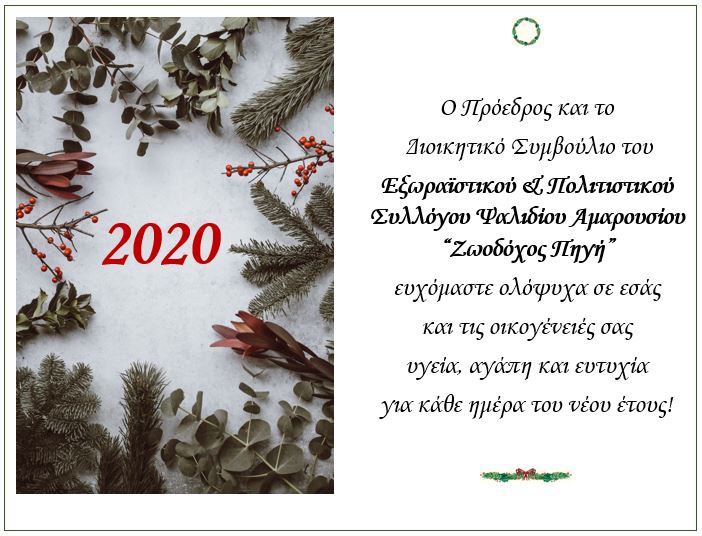 2020
Ο Πρόεδρος και το
Διοικητικό Συμβούλιο του
Εξωραϊστικού & Πολιτιστικού
Συλλόγου Ψαλιδίου Αμαρουσίου
“Ζωοδόχος Πηγή”
ευχόμαστε ολόψυχα σε εσάς
και τις οικογένειές σας
υγεία, αγάπη και ευτυχία
για κάθε ημέρα του νέου έτους!